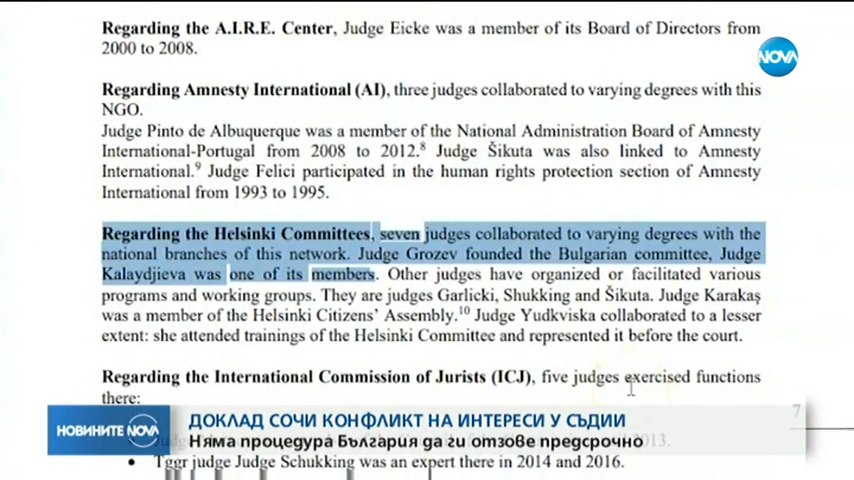 Regarding the A.I.R.E. Center, Judge Eicke was a member of its Board of Directors from
2000 to 2008.
NOVA
Regarding Amnesty International (AI), three judges collaborated to varying degrees with this
NGO.
Judge Pinto de Albuquerque was a member of the National Administration Board of Amnesty
International-Portugal from 2008 to 2012.8 Judge Šikuta was also linked to Amnesty
International.9 Judge Felici participated in the human rights protection section of Amnesty
International from 1993 to 1995.
Regarding the Helsinki Committees, seven judges collaborated to varying degrees with the
national branches of this network. Judge Grozev founded the Bulgarian committee, Judge
Kalaydjieva was one of its members. Other judges have organized or facilitated various
programs and working groups. They are judges Garlicki, Shukking and Šikuta. Judge Karakaş
was a member of the Helsinki Citizens’ Assembly.10 Judge Yudkviska collaborated to a lesser
extent: she attended trainings of the Helsinki Committee and represented it before the court.
Regarding the International Commission of Jurists (ICJ), five judges exercised functions
there:
7
НОВИНИТЕ NOVA
ДОКЛАД СОЧИ КОНФЛИКТ НА ИНТЕРЕСИ У СЪДИИ
Няма процедура България да ги отзове предсрочно
2013.
• Tggr judge Judge Schukking was an expert there in 2014 and 2016.